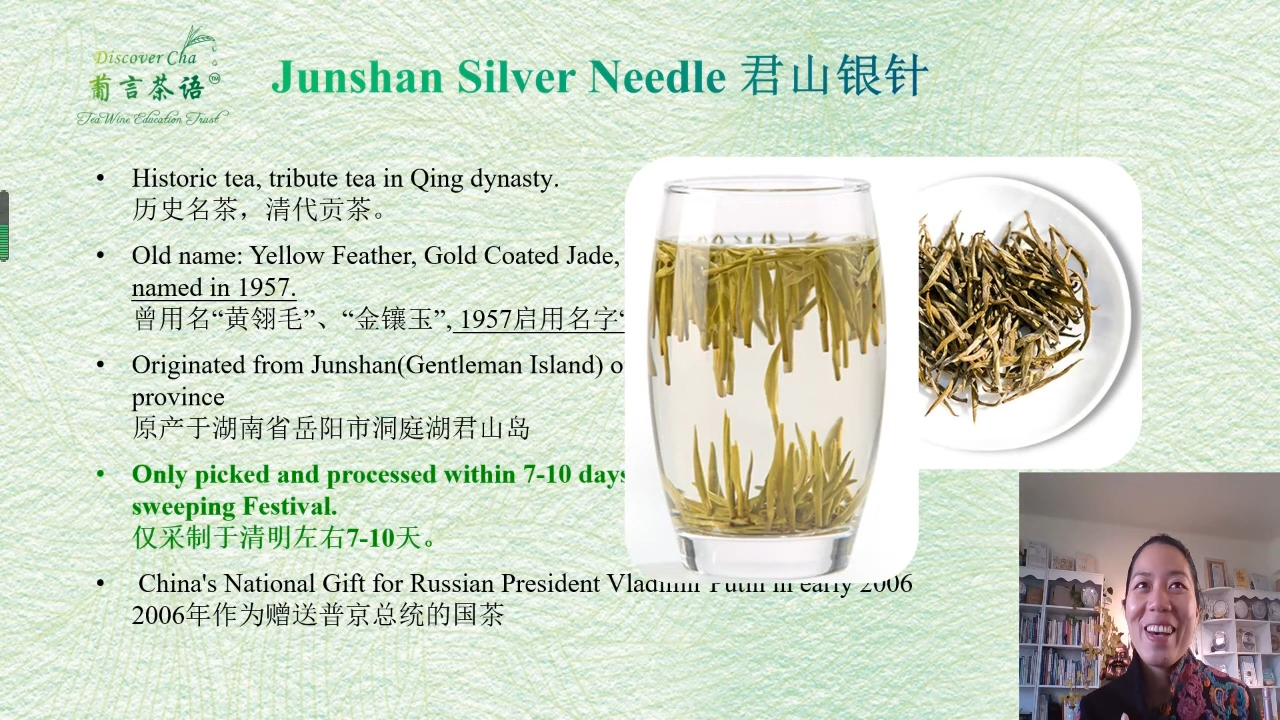 Discover Cha
葡言茶语
TM
Tea Wine Education Trust
Junshan Silver Needle 君山银针
• Historic tea, tribute tea in Qing dynasty.
历史名茶，清代贡茶。
• Old name: Yellow Feather, Gold Coated Jade,
named in 1957.
曾用名“黄翎毛”、“金镶玉”, 1957启用名字“
• Originated from Junshan(Gentleman Island) o
province
原产于湖南省岳阳市洞庭湖君山岛
• Only picked and processed within 7-10 days
sweeping Festival.
仅采制于清明左右7-10天。
• China's National Gift for Russian President Vladimir Putin in early 2006
2006年作为赠送普京总统的国茶